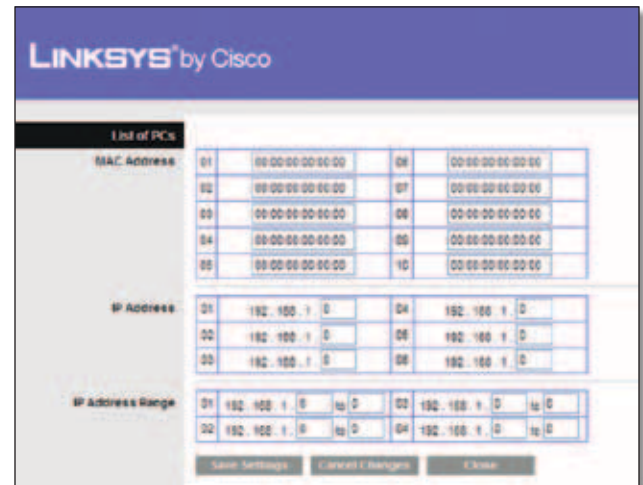 LINKSYS® by Cisco
List of PCs
MAC Address
01 00:00:00:00:00:00 06 00:00:00:00:00:00
02 00:00:00:00:00:00 07 00:00:00:00:00:00
03 00:00:00:00:00:00 08 00:00:00:00:00:00
04 00:00:00:00:00:00 09 00:00:00:00:00:00
05 00:00:00:00:00:00 10 00:00:00:00:00:00
IP Address
01 192.168.1. 0 04 192.168.1. 0
02 192.168.1. 0 05 192.168.1. 0
03 192.168.1. 0 06 192.168.1. 0
IP Address Range
01 192.168.1. 0 to 0 03 192.168.1. 0 to 0
02 192.168.1. 0 to 0 04 192.168.1. 0 to 0
Save Settings Cancel Changes Close